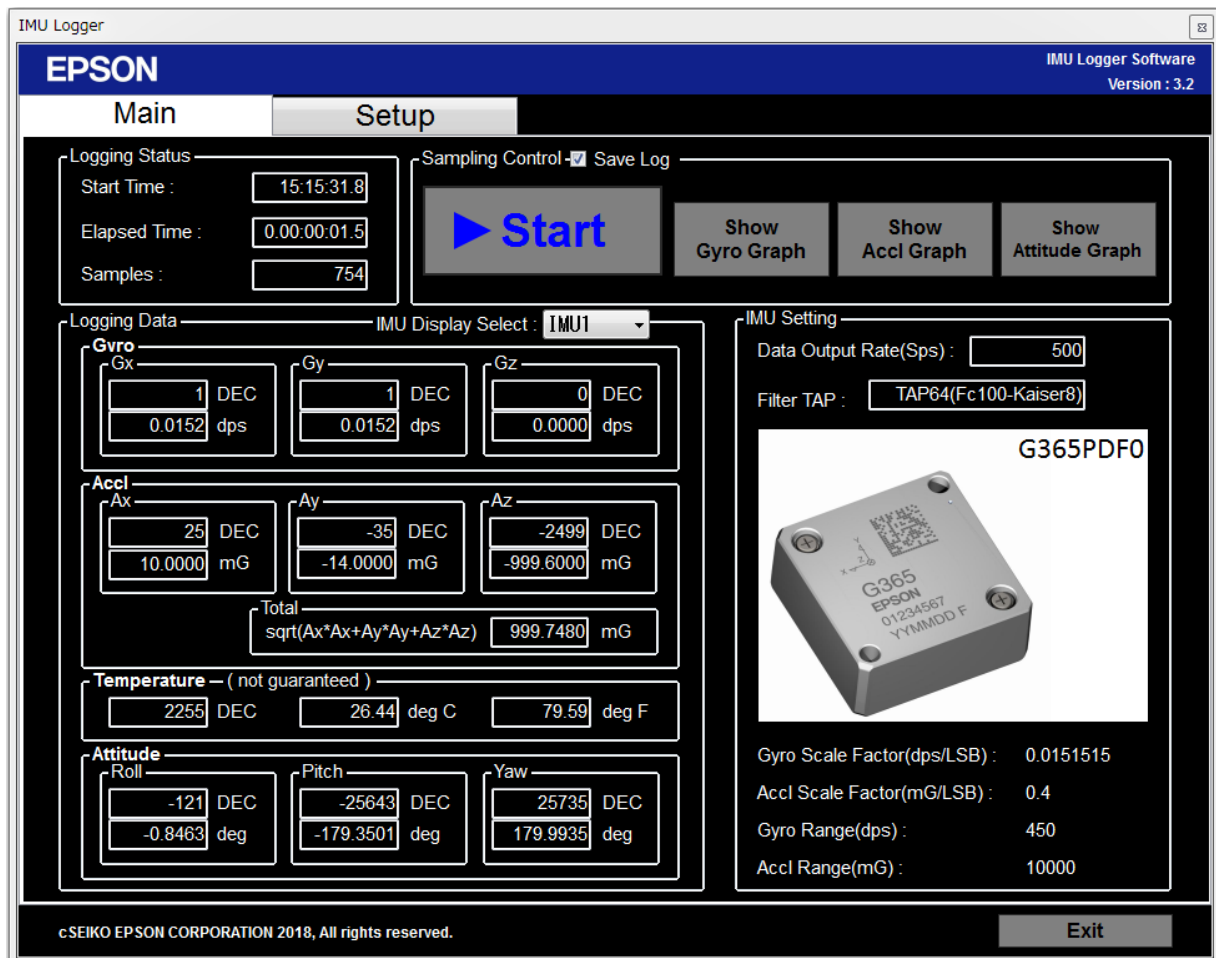 IMU Logger
EPSON
IMU Logger Software
Version : 3.2
Main
Setup
Logging Status
Start Time : 15:15:31.8
Elapsed Time : 0.00:00:01.5
Samples : 754
Sampling Control Save Log
Start
Show
Gyro Graph
Show
Accl Graph
Show
Attitude Graph
Logging Data
IMU Display Select : IMU1
Gyro
Gx
1 DEC
0.0152 dps
Gy
1 DEC
0.0152 dps
Gz
0 DEC
0.0000 dps
Accl
Ax
25 DEC
10.0000 mG
Ay
-35 DEC
-14.0000 mG
Az
-2499 DEC
-999.6000 mG
Total
sqrt(Ax*Ax+Ay*Ay+Az*Az) 999.7480 mG
Temperature ( not guaranteed )
2255 DEC 26.44 deg C 79.59 deg F
Attitude
Roll
-121 DEC
-0.8463 deg
Pitch
-25643 DEC
-179.3501 deg
Yaw
25735 DEC
179.9935 deg
IMU Setting
Data Output Rate(Sps) : 500
Filter TAP : TAP64(Fc100-Kaiser8)
G365PDF0
Y
Z
X
G365
EPSON
01234567
YYMMDD F
Gyro Scale Factor(dps/LSB) : 0.0151515
Accl Scale Factor(mG/LSB) : 0.4
Gyro Range(dps) : 450
Accl Range(mG) : 10000
cSEIKO EPSON CORPORATION 2018, All rights reserved.
Exit